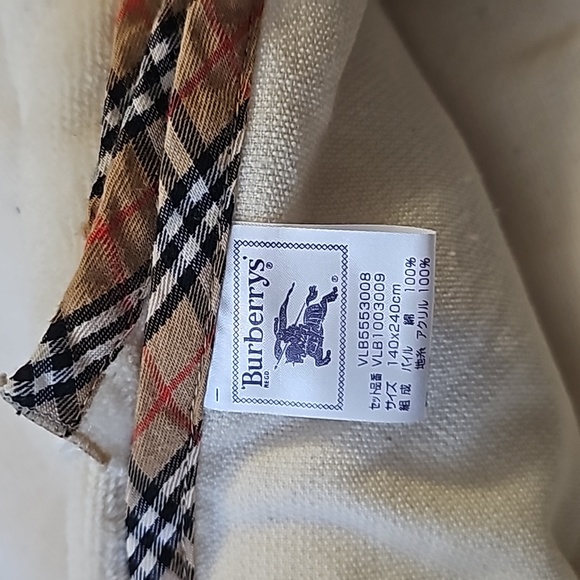 Burberrys®
REGD
VLB5553008
セット品番 VLB1003009
サイズ 140x240cm
組 成 パイル 綿 100%
地糸 アクリル 100%